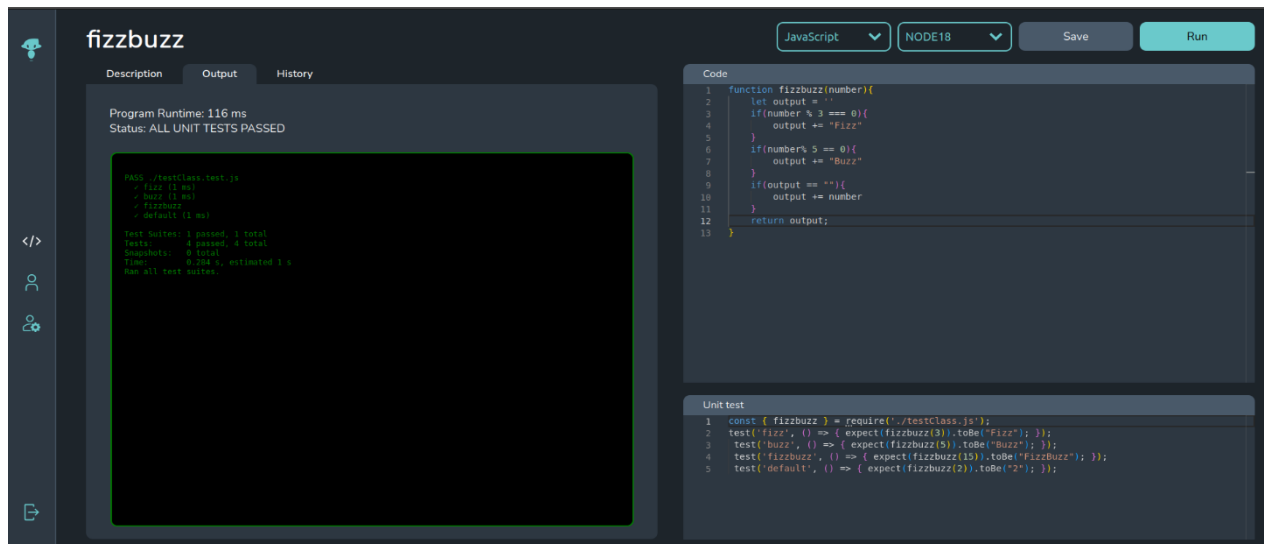 fizzbuzz
JavaScript
NODE18
Save
Run
Description
Output
History
Program Runtime: 116 ms
Status: ALL UNIT TESTS PASSED
PASS ./testClass.test.js
✓ fizz (1 ms)
✓ buzz (1 ms)
✓ fizzbuzz
✓ default (1 ms)
Test Suites: 1 passed, 1 total
Tests: 4 passed, 4 total
Snapshots: 0 total
Time: 0.204 s, estimated 1 s
Ran all test suites.
</>
Code
1 function fizzbuzz(number){
2 let output = ''
3 if(number % 3 === 0){
4 output += "Fizz"
5 }
6 if(number% 5 == 0){
7 output += "Buzz"
8 }
9 if(output == ""){
10 output += number
11 }
12 return output;
13 }
Unit test
1 const { fizzbuzz } = require('./testClass.js');
2 test('fizz', () => { expect(fizzbuzz(3)).toBe("Fizz"); });
3 test('buzz', () => { expect(fizzbuzz(5)).toBe("Buzz"); });
4 test('fizzbuzz', () => { expect(fizzbuzz(15)).toBe("FizzBuzz"); });
5 test('default', () => { expect(fizzbuzz(2)).toBe("2"); });